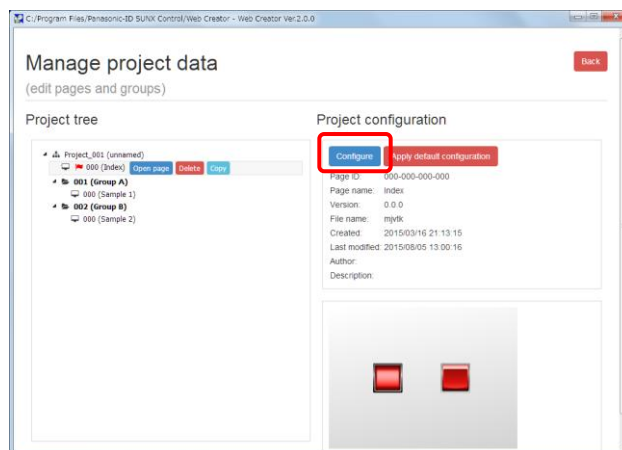 C:/Program Files/Panasonic-ID SUNX Control/Web Creator - Web Creator Ver.2.0.0
Manage project data
Back
(edit pages and groups)
Project tree
Project_001 (unnamed)
000 (Index) Open page Delete Copy
001 (Group A)
000 (Sample 1)
002 (Group B)
000 (Sample 2)
Project configuration
Configure Apply default configuration
Page ID: 000-000-000-000
Page name: Index
Version: 0.0.0
File name: mjvtk
Created: 2015/03/16 21:13:15
Last modified: 2015/08/05 13:00:16
Author:
Description: